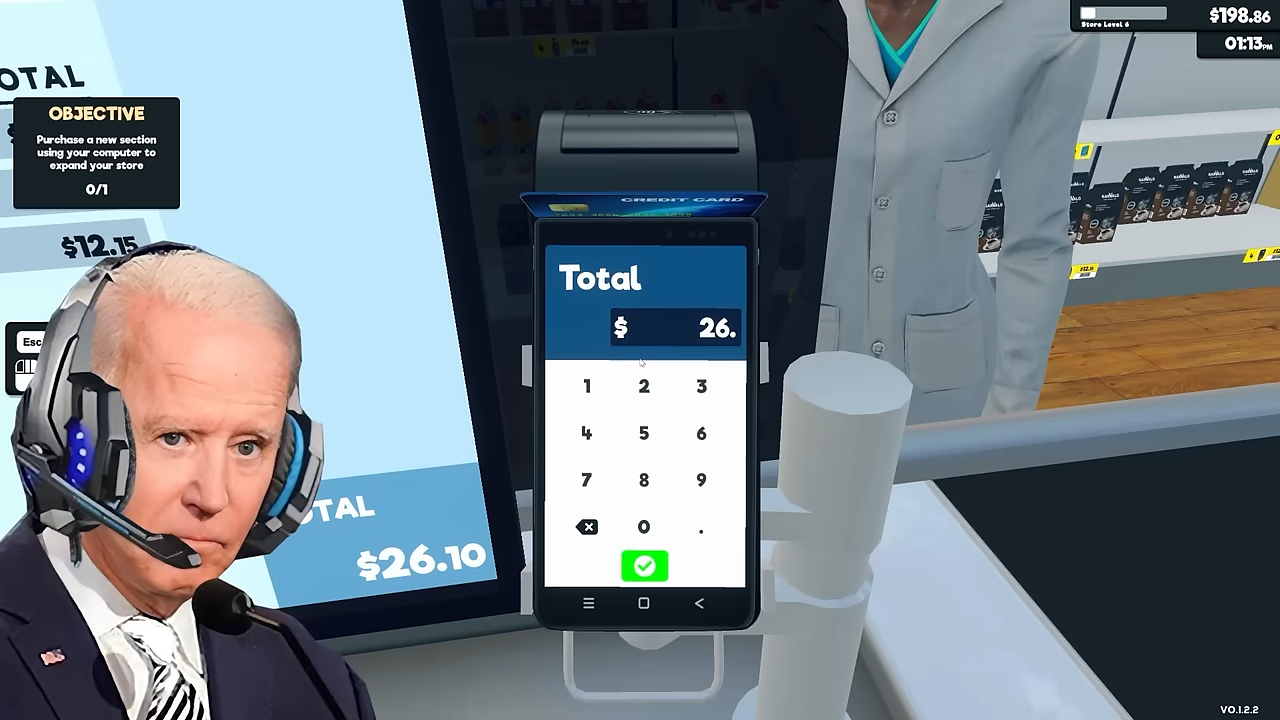 OTAL
OBJECTIVE
Purchase a new section
using your computer to
expand your store
0/1
$12.15
Esc
OTAL
$26.10
CREDIT CARD
Total
$ 26.
1 2 3
4 5 6
7 8 9
0 .
Store Level 6
$198.86
01:13PM
V0.1.2.2